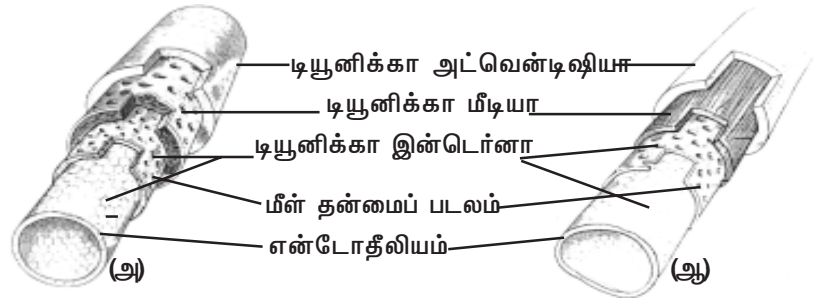 டியூனிக்கா அட்வென்டிஷியா
டியூனிக்கா மீடியா
டியூனிக்கா இன்டெர்னா
மீள் தன்மைப் படலம்
என்டோதீலியம்
(அ) (ஆ)